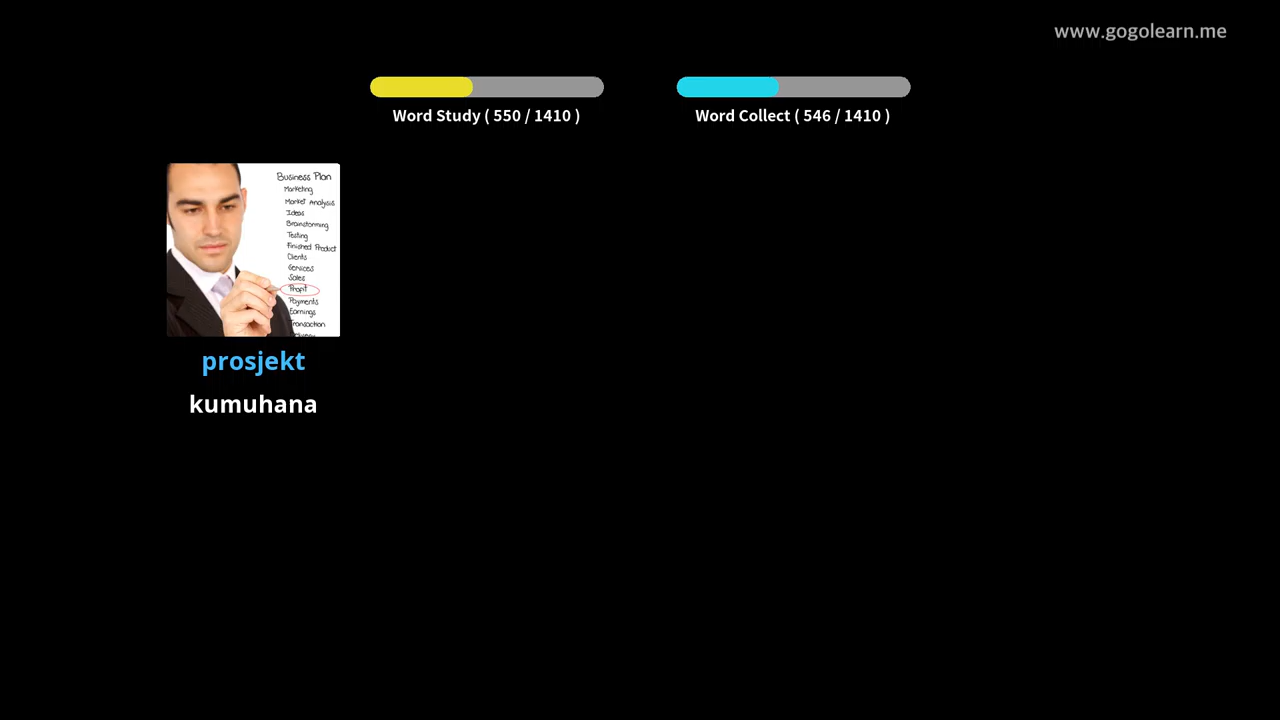 www.gogolearn.me
Word Study ( 550 / 1410 )
Word Collect ( 546 / 1410 )
Business Plan
Marketing
Market Analysis
Ideas
Brainstorming
Testing
Finished Product
Clients
Services
Sales
Profit
Payments
Earnings
Transaction
prosjekt
kumuhana